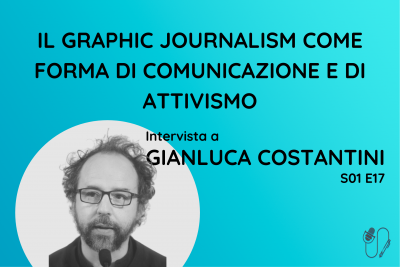 IL GRAPHIC JOURNALISM COME
FORMA DI COMUNICAZIONE E DI
ATTIVISMO
Intervista a
GIANLUCA COSTANTINI
S01 E17